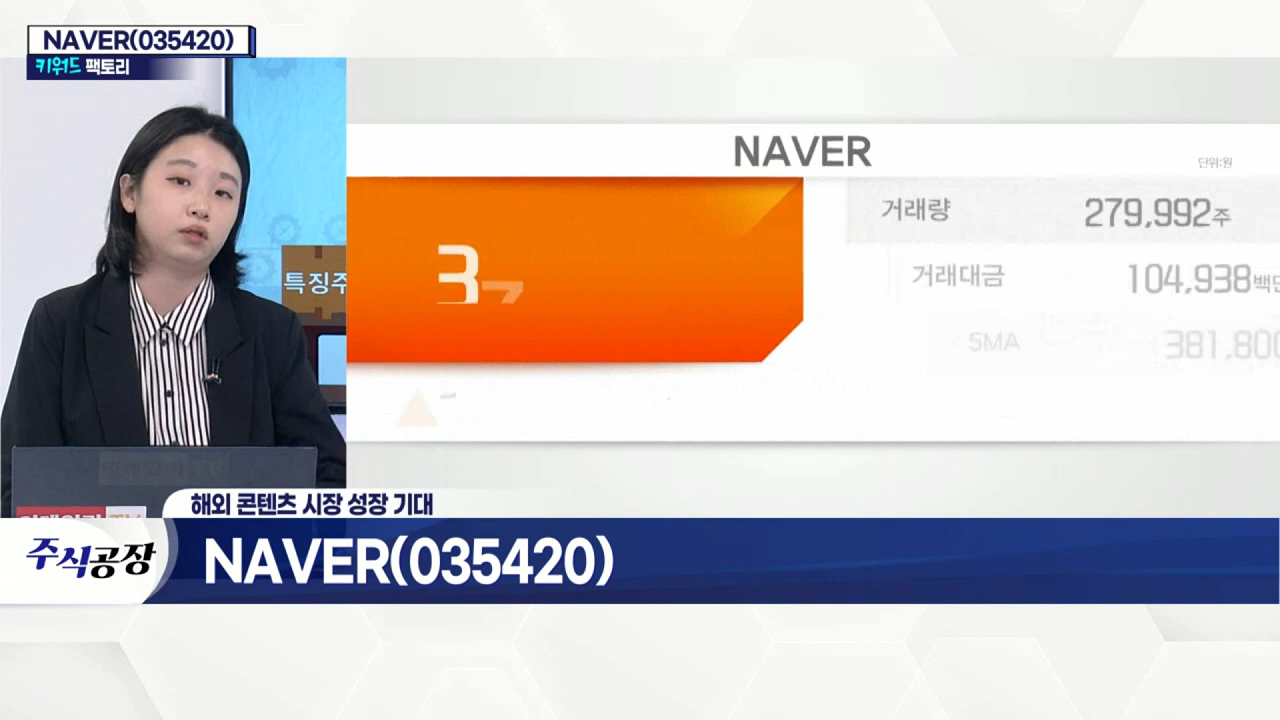 NAVER(035420)
키워드 팩토리
NAVER
단위:원
특징주
거래량 279,992주
거래대금 104,938백만
5MA 381,800
해외 콘텐츠 시장 성장 기대
주식공장
NAVER(035420)